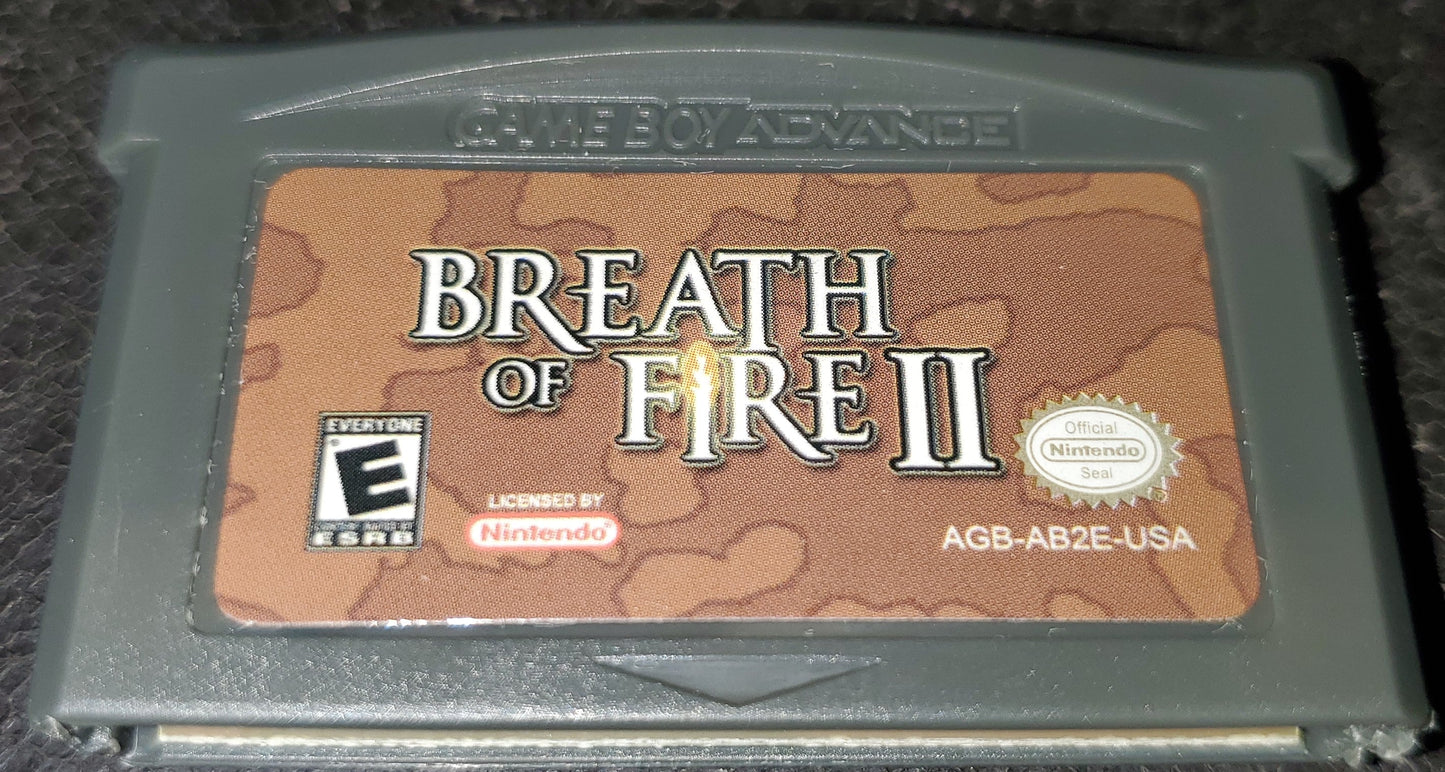 GAME BOY ADVANCE
BREATH
OF FIRE II
EVERYONE
E
ESRB
LICENSED BY
Nintendo
Official
Nintendo
Seal
AGB-AB2E-USA